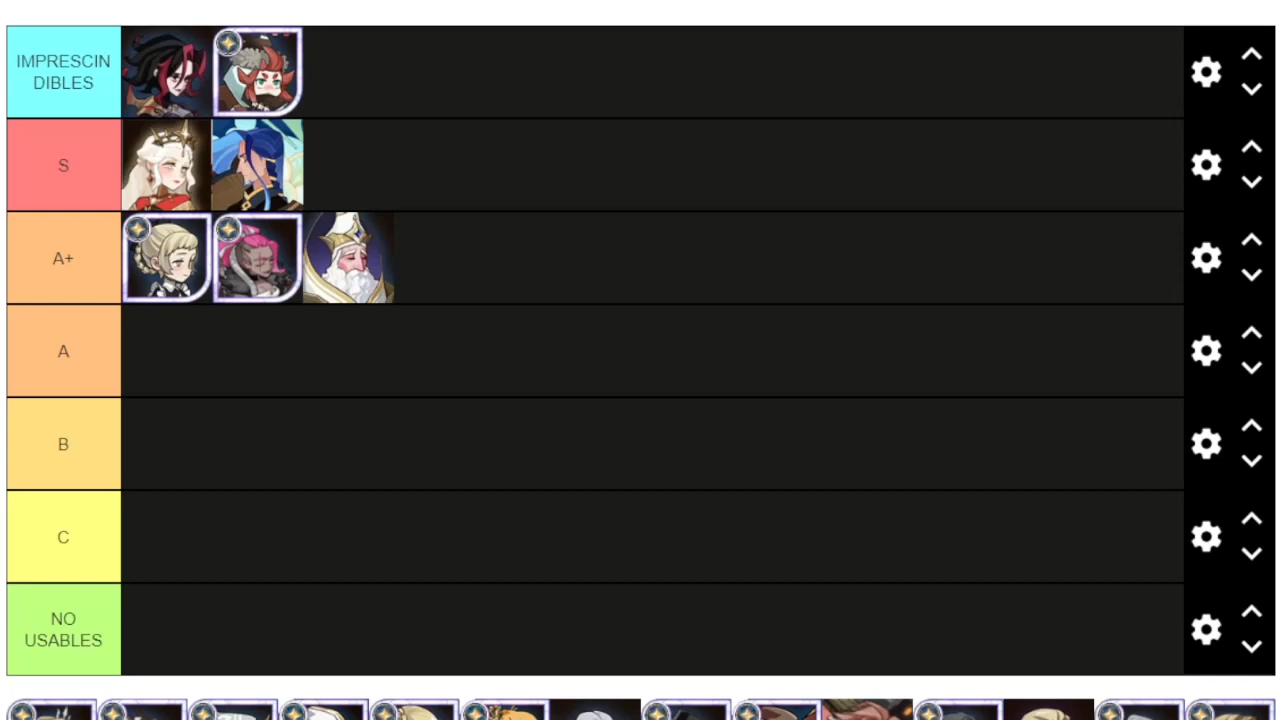 IMPRESCIN
DIBLES
S
A+
A
B
C
NO
USABLES